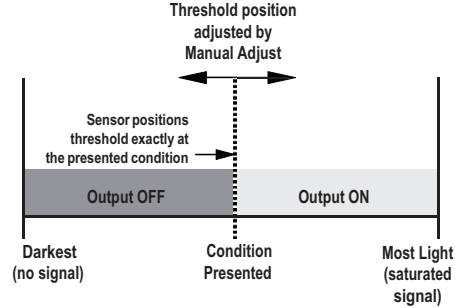 Threshold position
adjusted by
Manual Adjust
Sensor positions
threshold exactly at
the presented condition
Output OFF
Output ON
Darkest
(no signal)
Condition
Presented
Most Light
(saturated
signal)